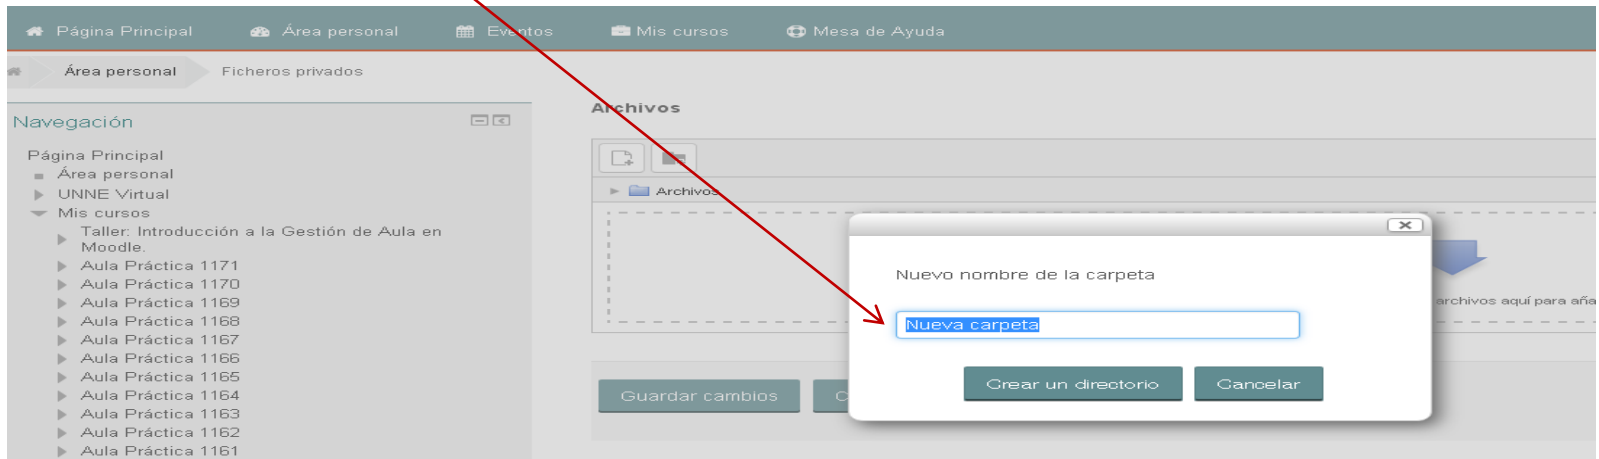 Página Principal Área personal Eventos Mis cursos Mesa de Ayuda
Área personal Ficheros privados
Navegación
Página Principal
Área personal
UNNE Virtual
Mis cursos
Taller: Introducción a la Gestión de Aula en
Moodle.
Aula Práctica 1171
Aula Práctica 1170
Aula Práctica 1169
Aula Práctica 1168
Aula Práctica 1167
Aula Práctica 1166
Aula Práctica 1165
Aula Práctica 1164
Aula Práctica 1163
Aula Práctica 1162
Aula Práctica 1161
Archivos
Archivos
archivos aquí para aña
Nuevo nombre de la carpeta
Nueva carpeta
Crear un directorio Cancelar
Guardar cambios C